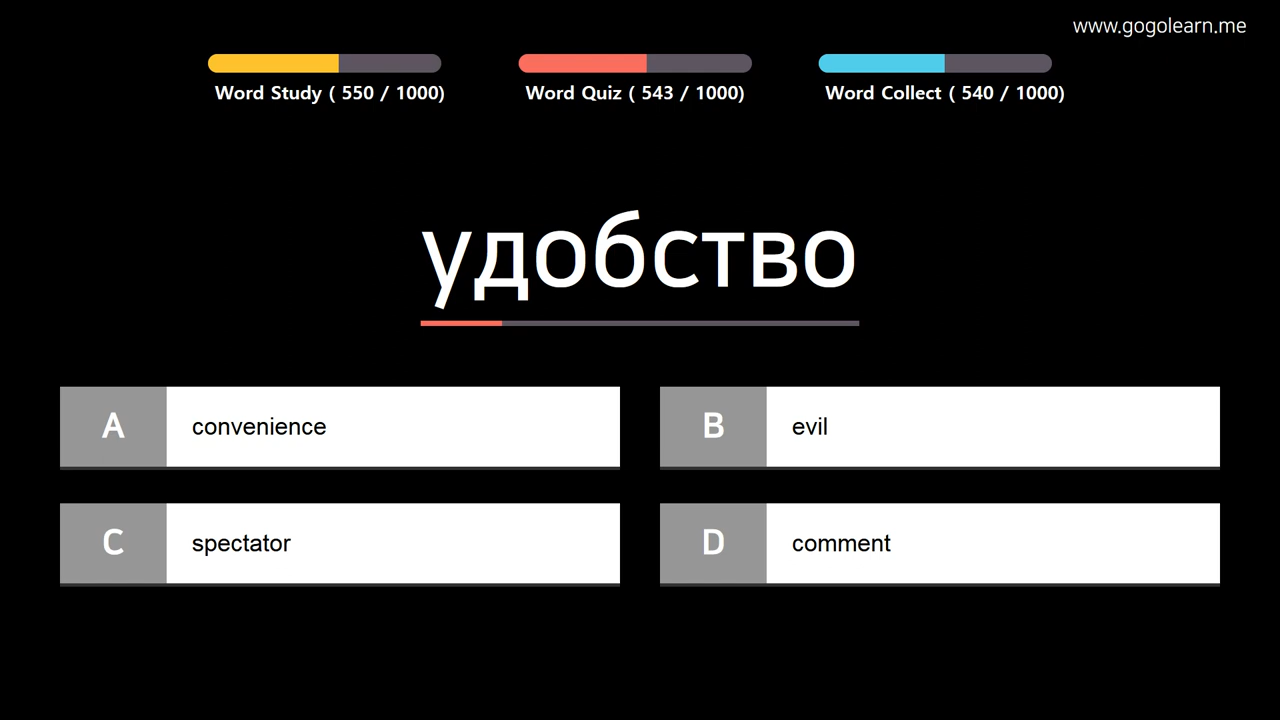 www.gogolearn.me
Word Study ( 550 / 1000)
Word Quiz ( 543 / 1000)
Word Collect ( 540 / 1000)
удобство
A convenience
B evil
C spectator
D comment